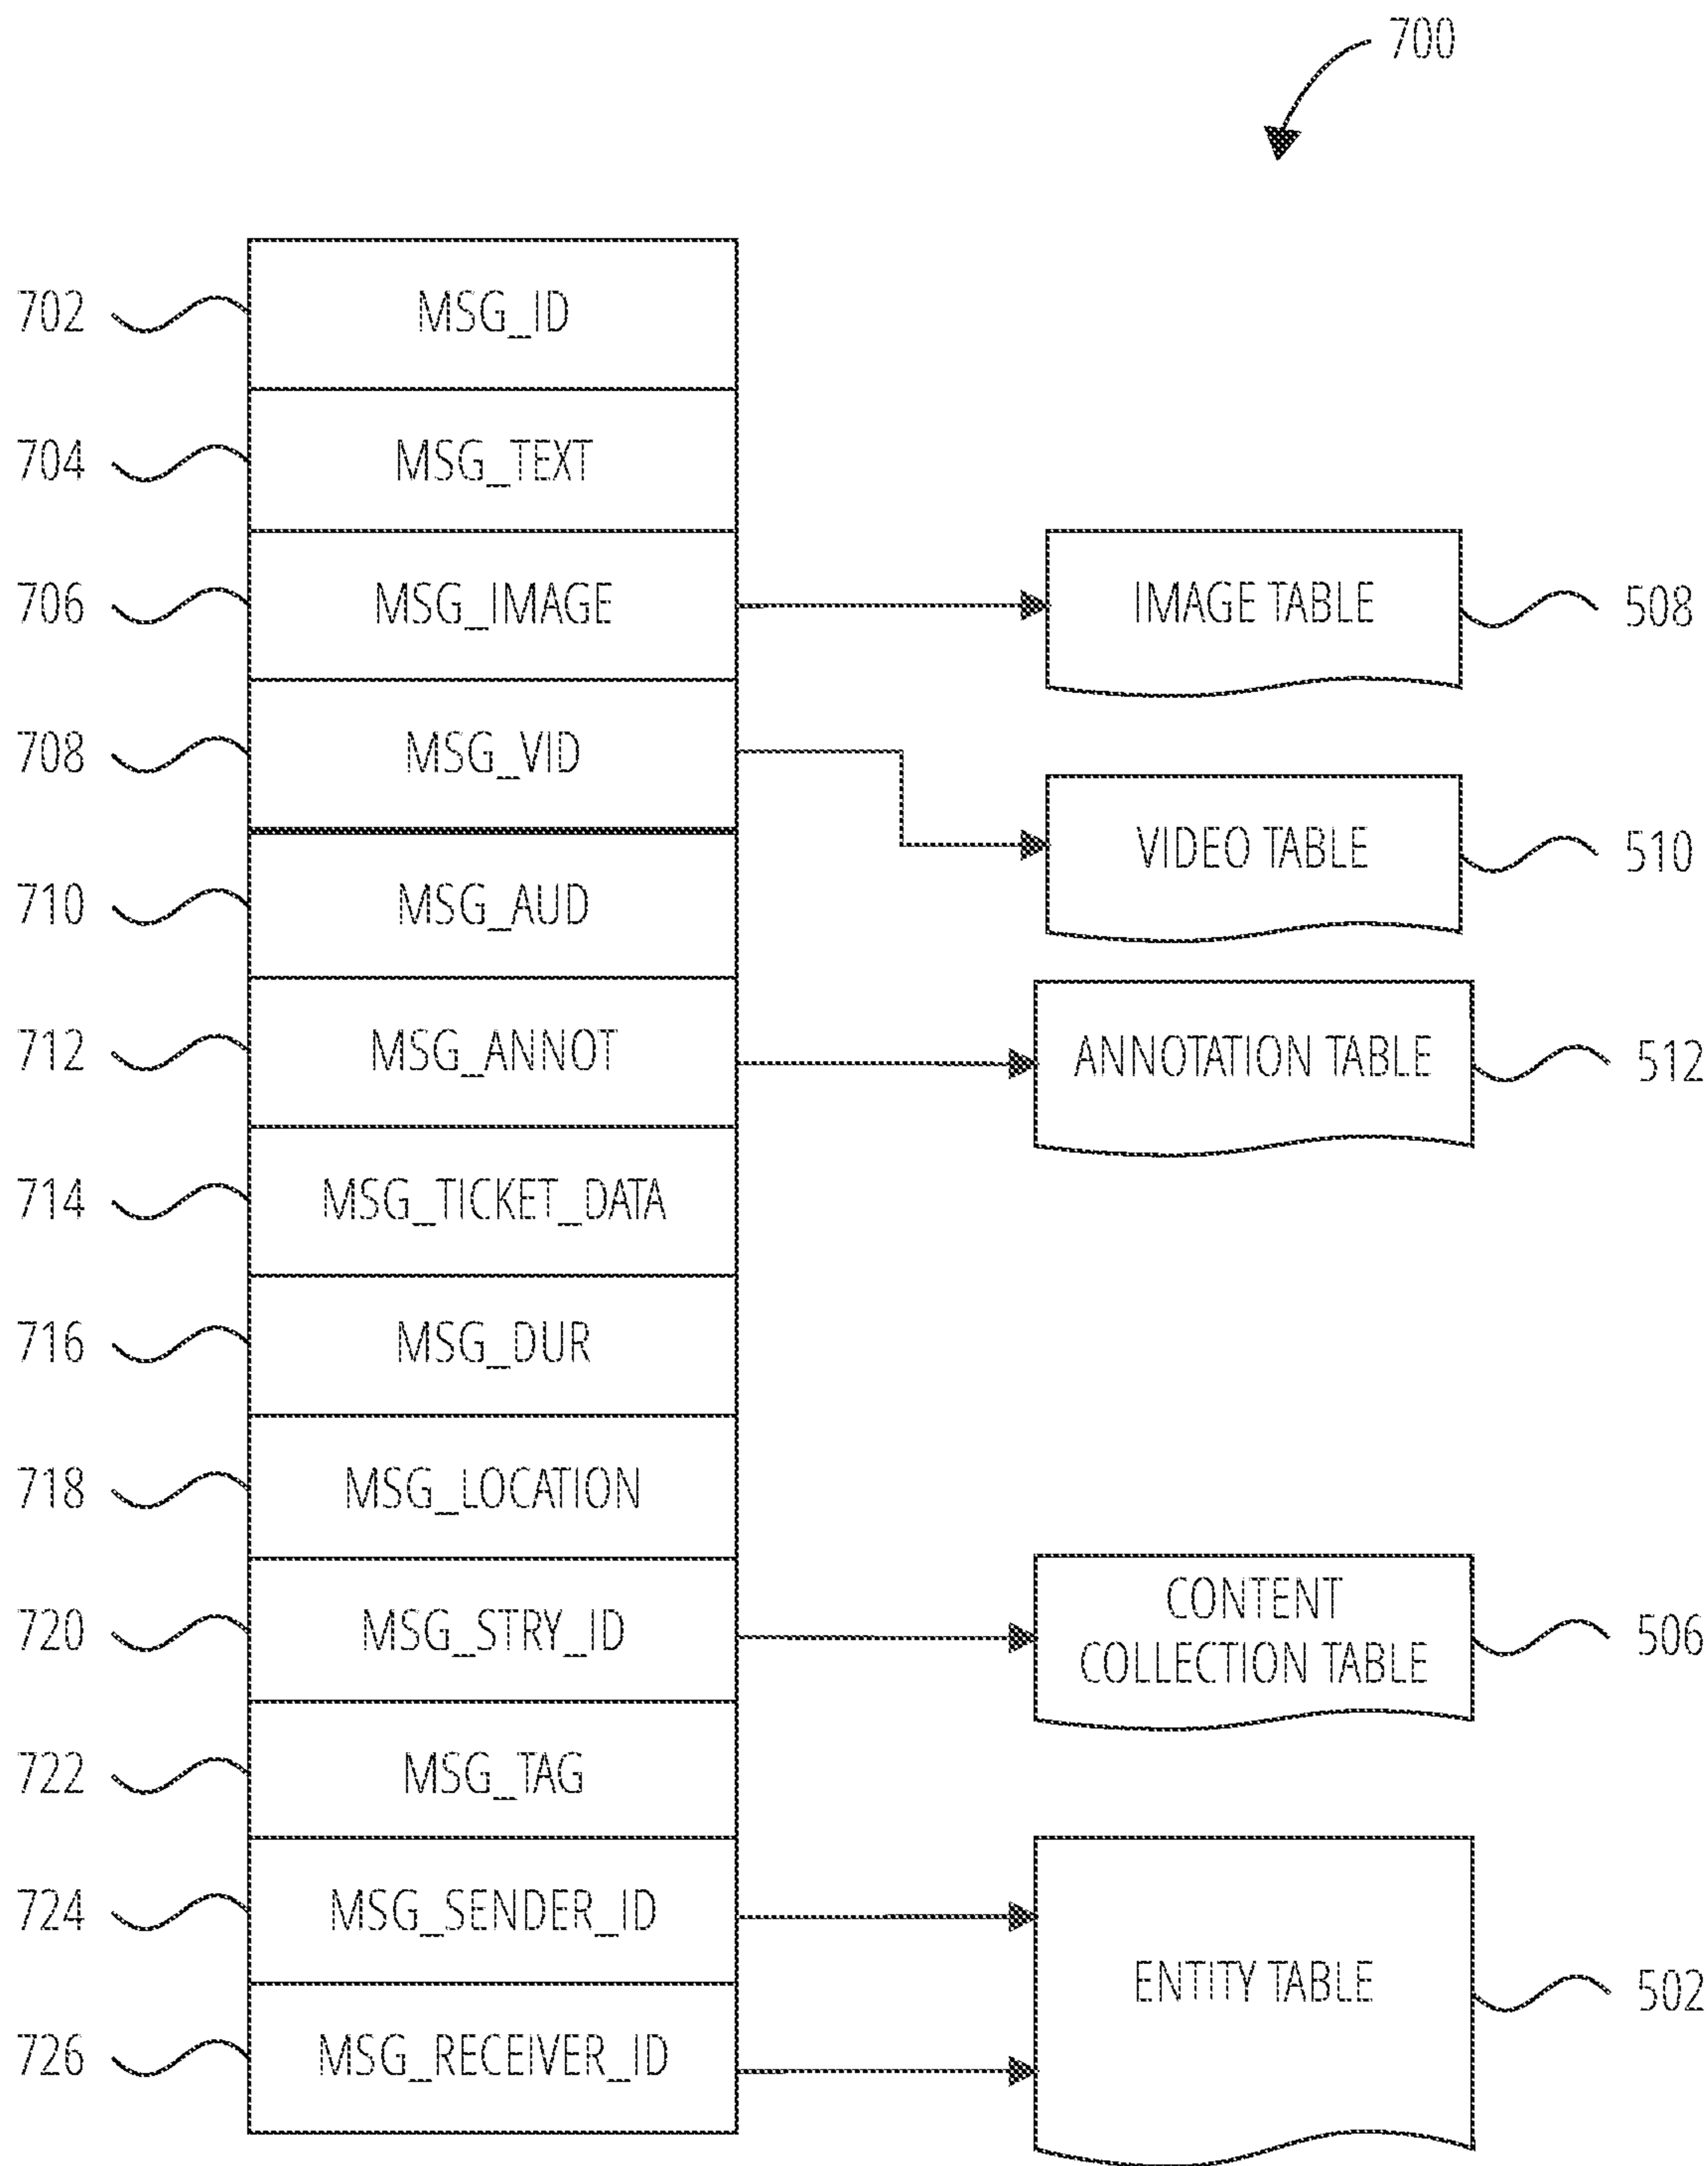 700
702
MSG_ID
704
MSG_TEXT
706
MSG_IMAGE
IMAGE TABLE
508
708
MSG_VID
VIDEO TABLE
510
710
MSG_AUD
712
MSG_ANNOT
ANNOTATION TABLE
512
714
MSG_TICKET_DATA
716
MSG_DUR
718
MSG_LOCATION
720
MSG_STRY_ID
CONTENT
COLLECTION TABLE
506
722
MSG_TAG
724
MSG_SENDER_ID
ENTITY TABLE
502
726
MSG_RECEIVER_ID